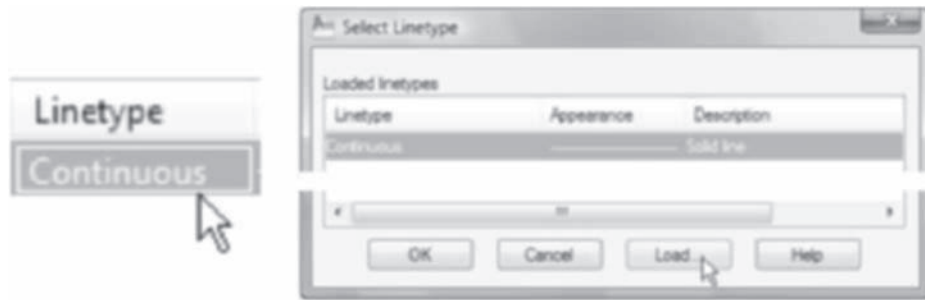 Linetype
Continuous
Select Linetype
Loaded linetypes
Linetype Appearance Description
Continuous Solid line
OK Cancel Load... Help